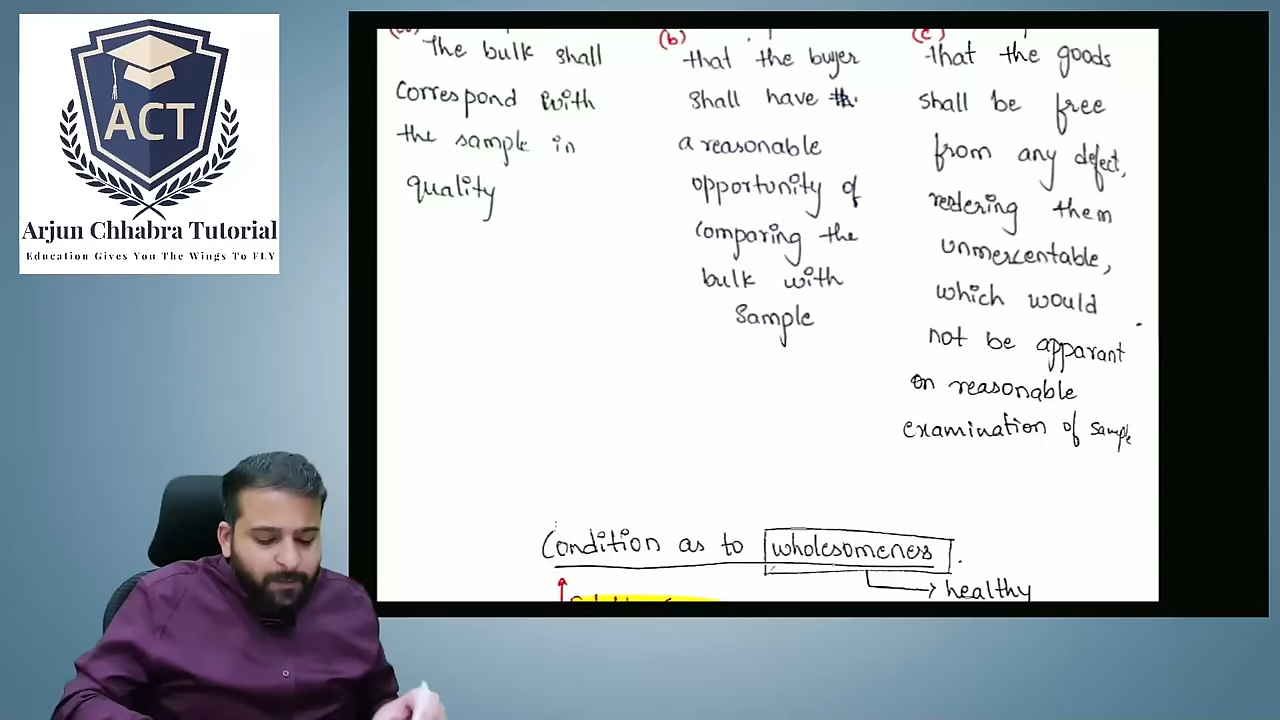 ACT
Arjun Chhabra Tutorial
Education Gives You The Wings To FLY
The bulk shall
correspond with
the sample in
quality
(b)
that the buyer
shall have
a reasonable
opportunity of
comparing the
bulk with
Sample
(c)
that the goods
shall be free
from any defect,
rendering them
unmercentable,
which would
not be apparant
on reasonable
examination of sample
Condition as to wholesomeness.
healthy